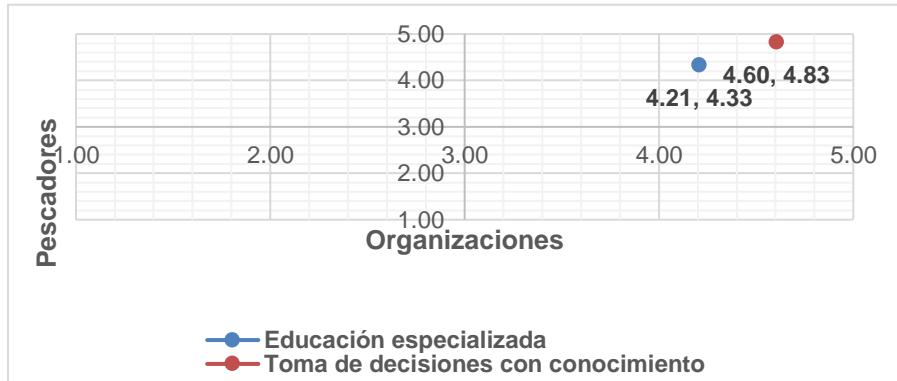 5.00
4.60, 4.83
4.00
4.21, 4.33
3.00
1.00 2.00 3.00 4.00 5.00
2.00
1.00
Pescadores
Organizaciones
Educación especializada
Toma de decisiones con conocimiento